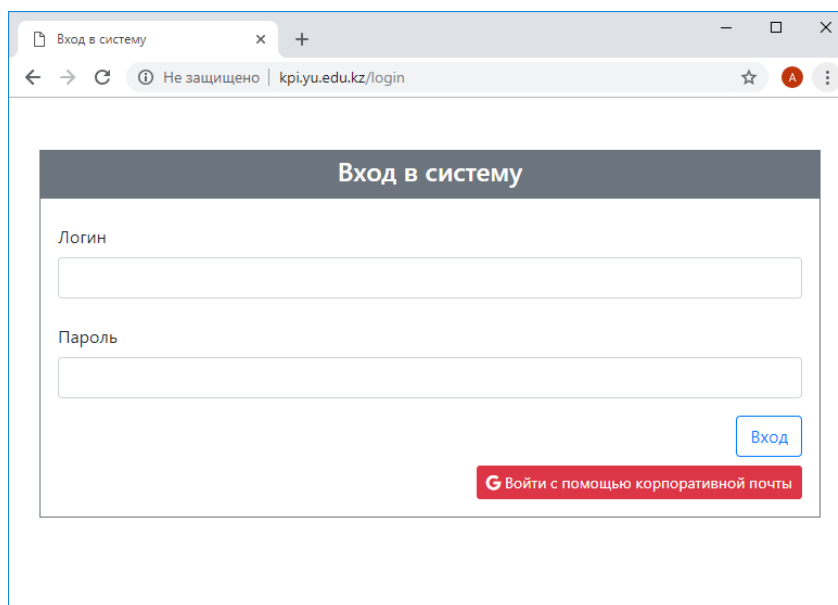 Вход в систему
Не защищено | kpi.yu.edu.kz/login
А
Вход в систему
Логин
Пароль
Вход
G Войти с помощью корпоративной почты